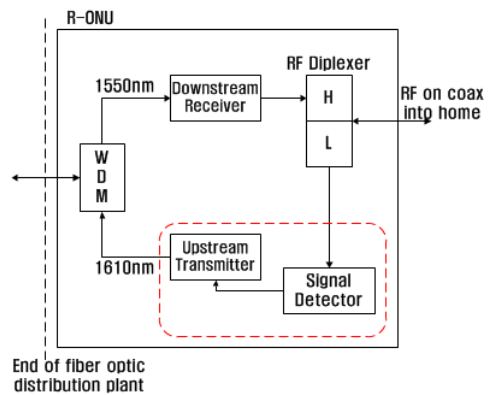 R-ONU
1550nm
Downstream
Receiver
RF Diplexer
H
L
RF on coax
into home
W
D
M
1610nm
Upstream
Transmitter
Signal
Detector
End of fiber optic
distribution plant